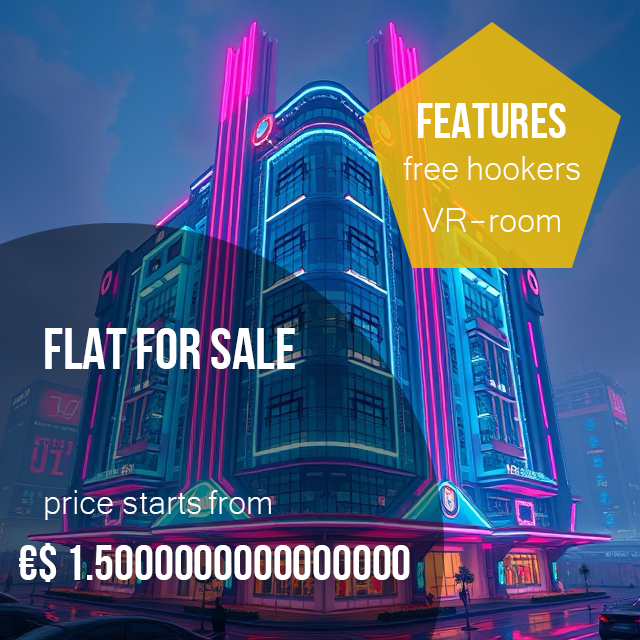 FEATURES
free hookers
VR-room
FLAT FOR SALE
price starts from
€$ 1.5000000000000000